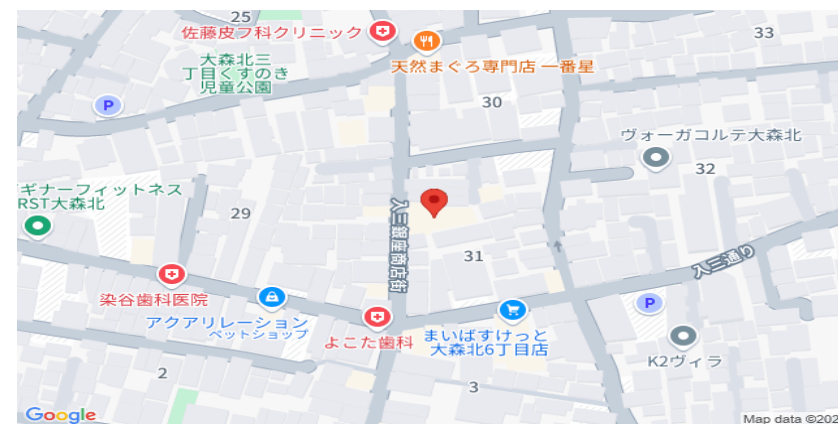 25
佐藤皮フ科クリニック
33
大森北三
丁目くすのき
児童公園
天然まぐろ専門店 一番星
P
30
ヴォーガコルテ大森北
32
ギナーフィットネス
RST大森北
29
入三銀座商店街
31
入三通り
染谷歯科医院
アクアリレーション
ペットショップ
よこた歯科
まいばすけっと
大森北6丁目店
P
K2ヴィラ
2
3
Google
Map data ©202